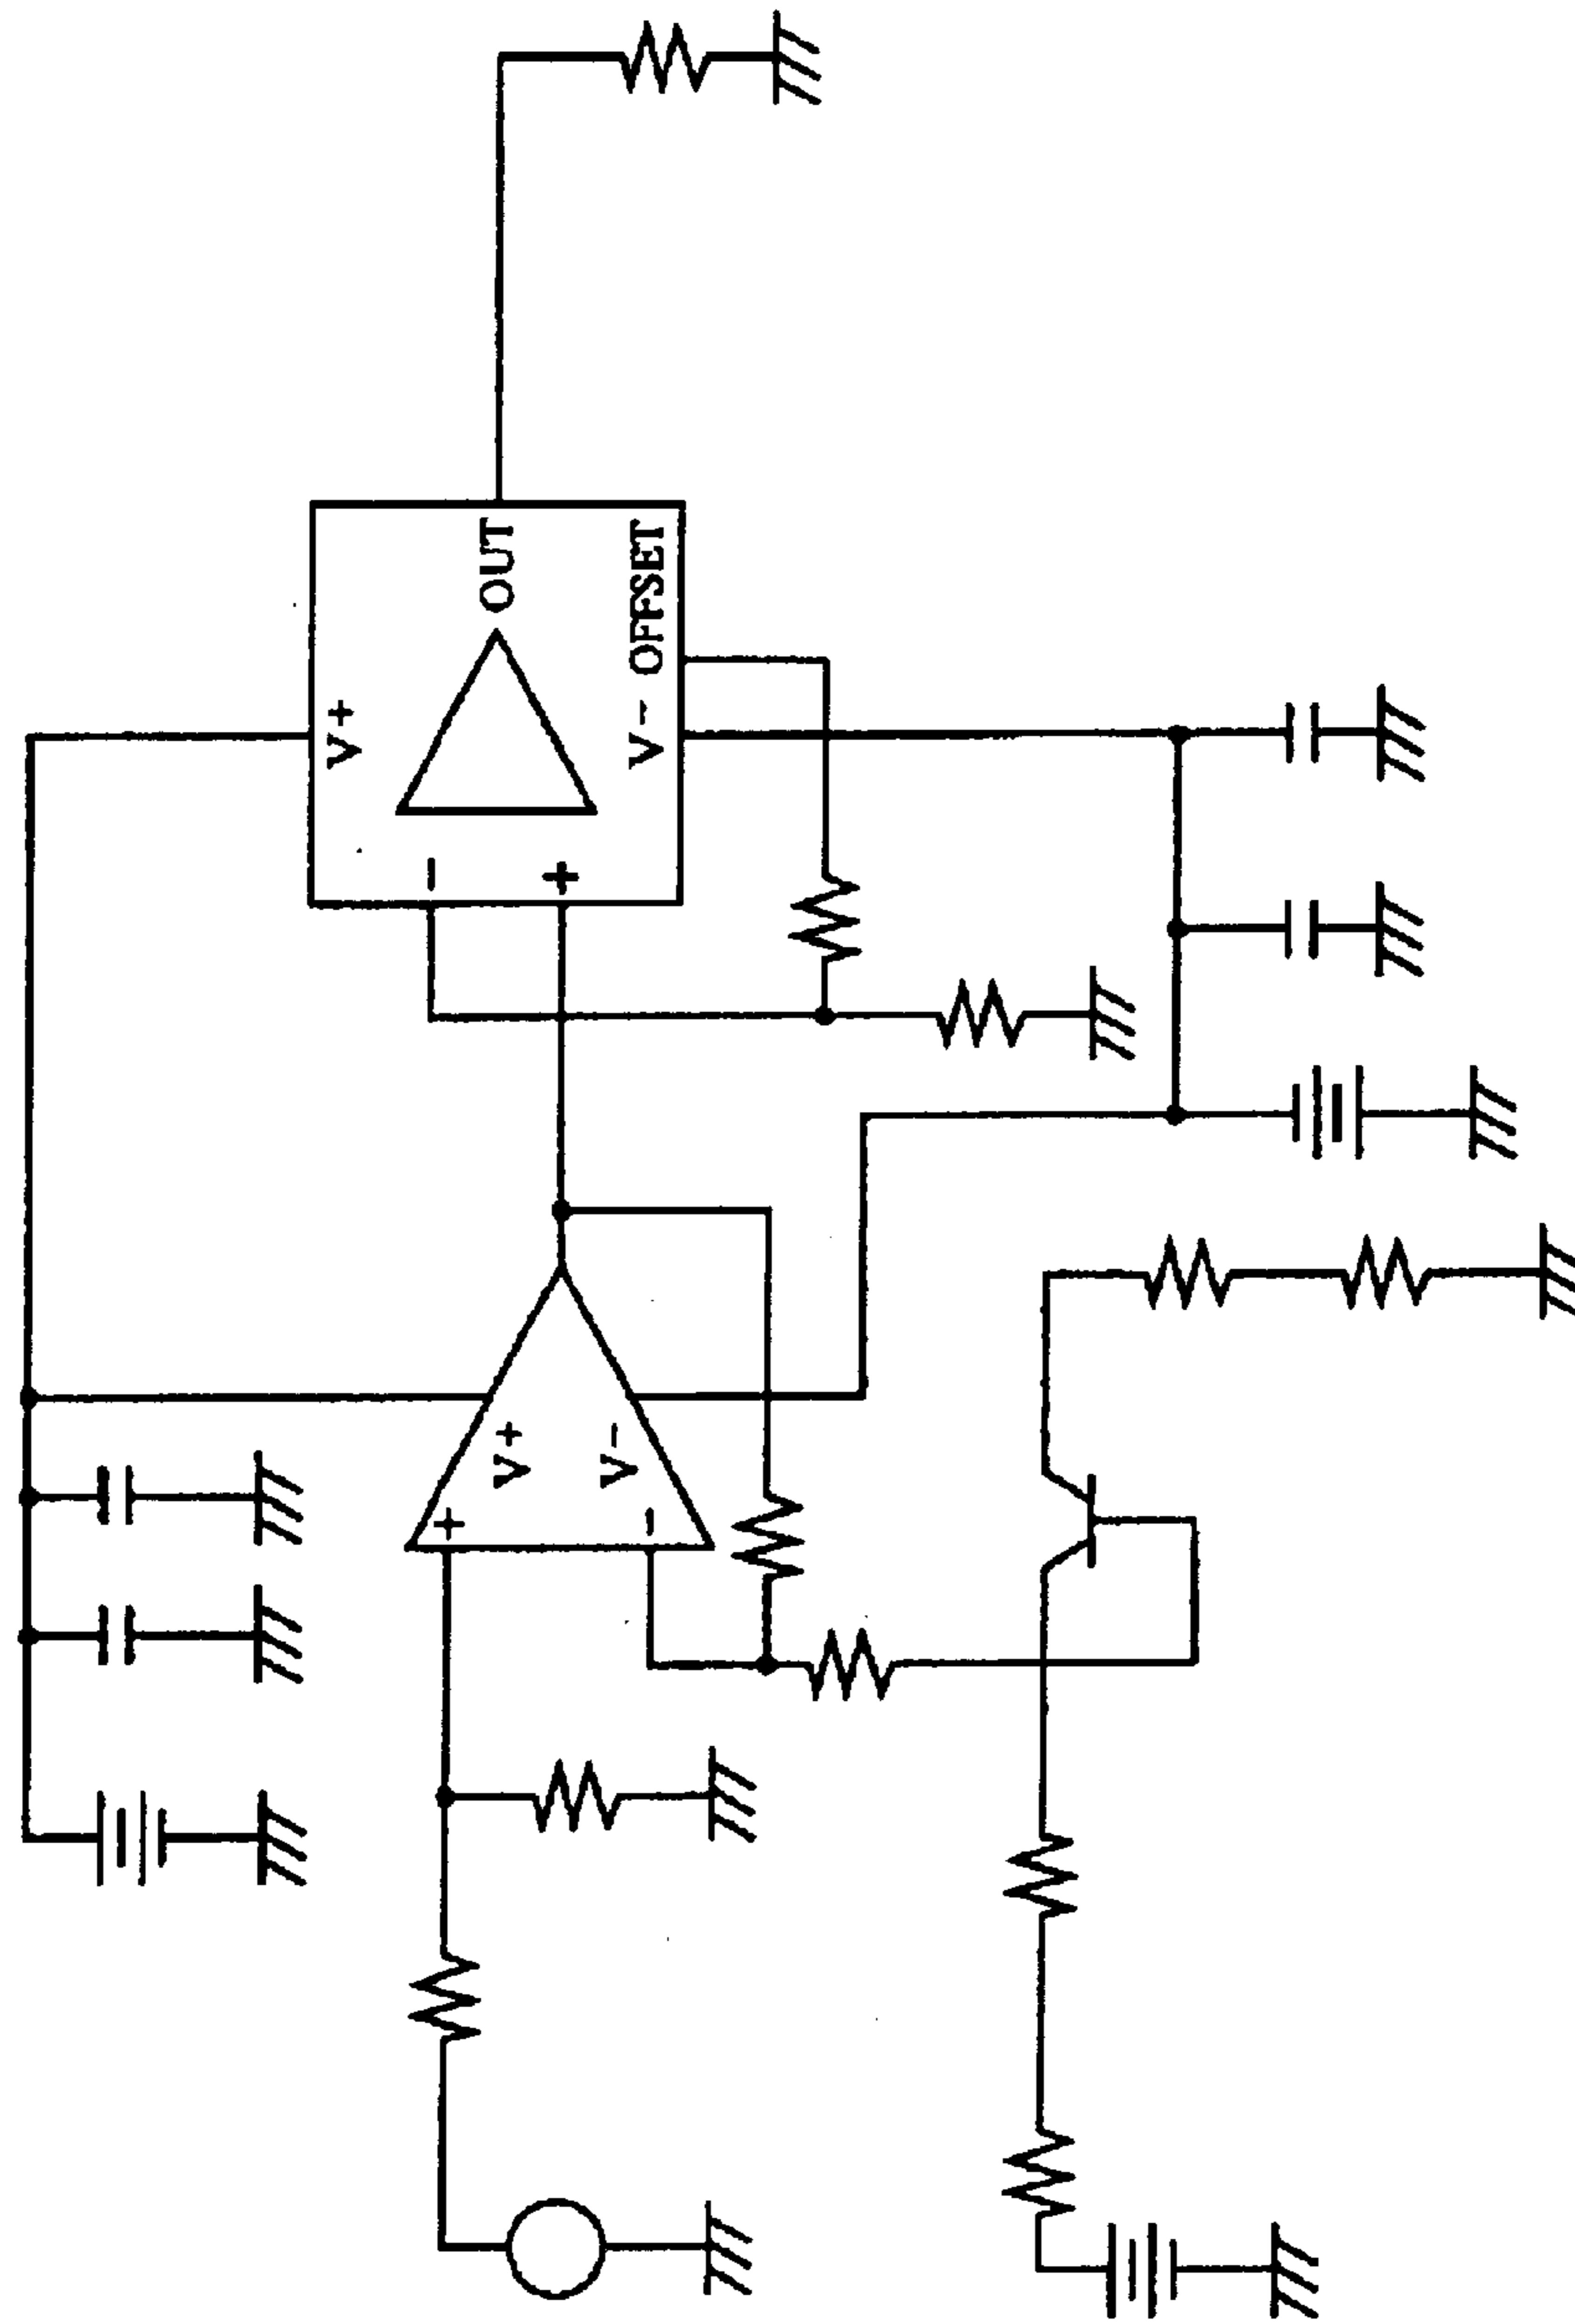 V+
OUT
V- OFFSET
-
+
V+
V-
+
-